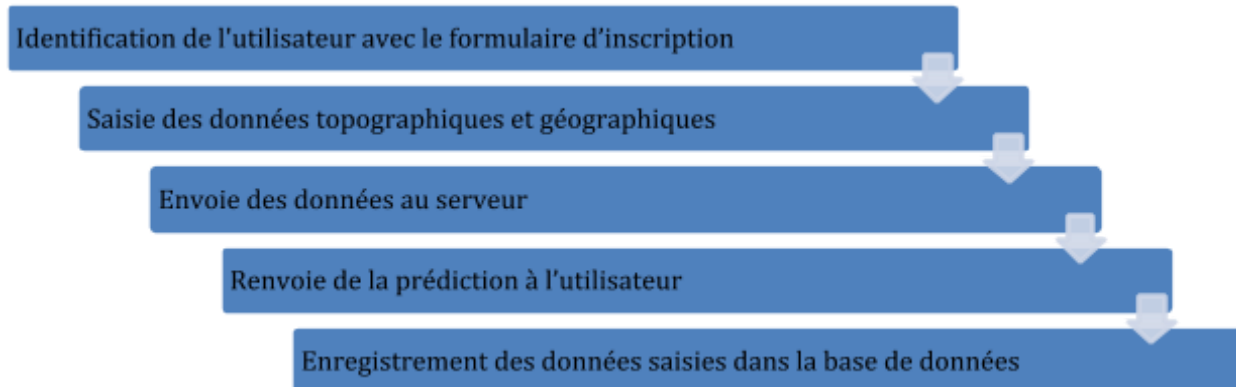 Identification de l’utilisateur avec le formulaire d’inscription
Saisie des données topographiques et géographiques
Envoie des données au serveur
Renvoie de la prédiction à l’utilisateur
Enregistrement des données saisies dans la base de données